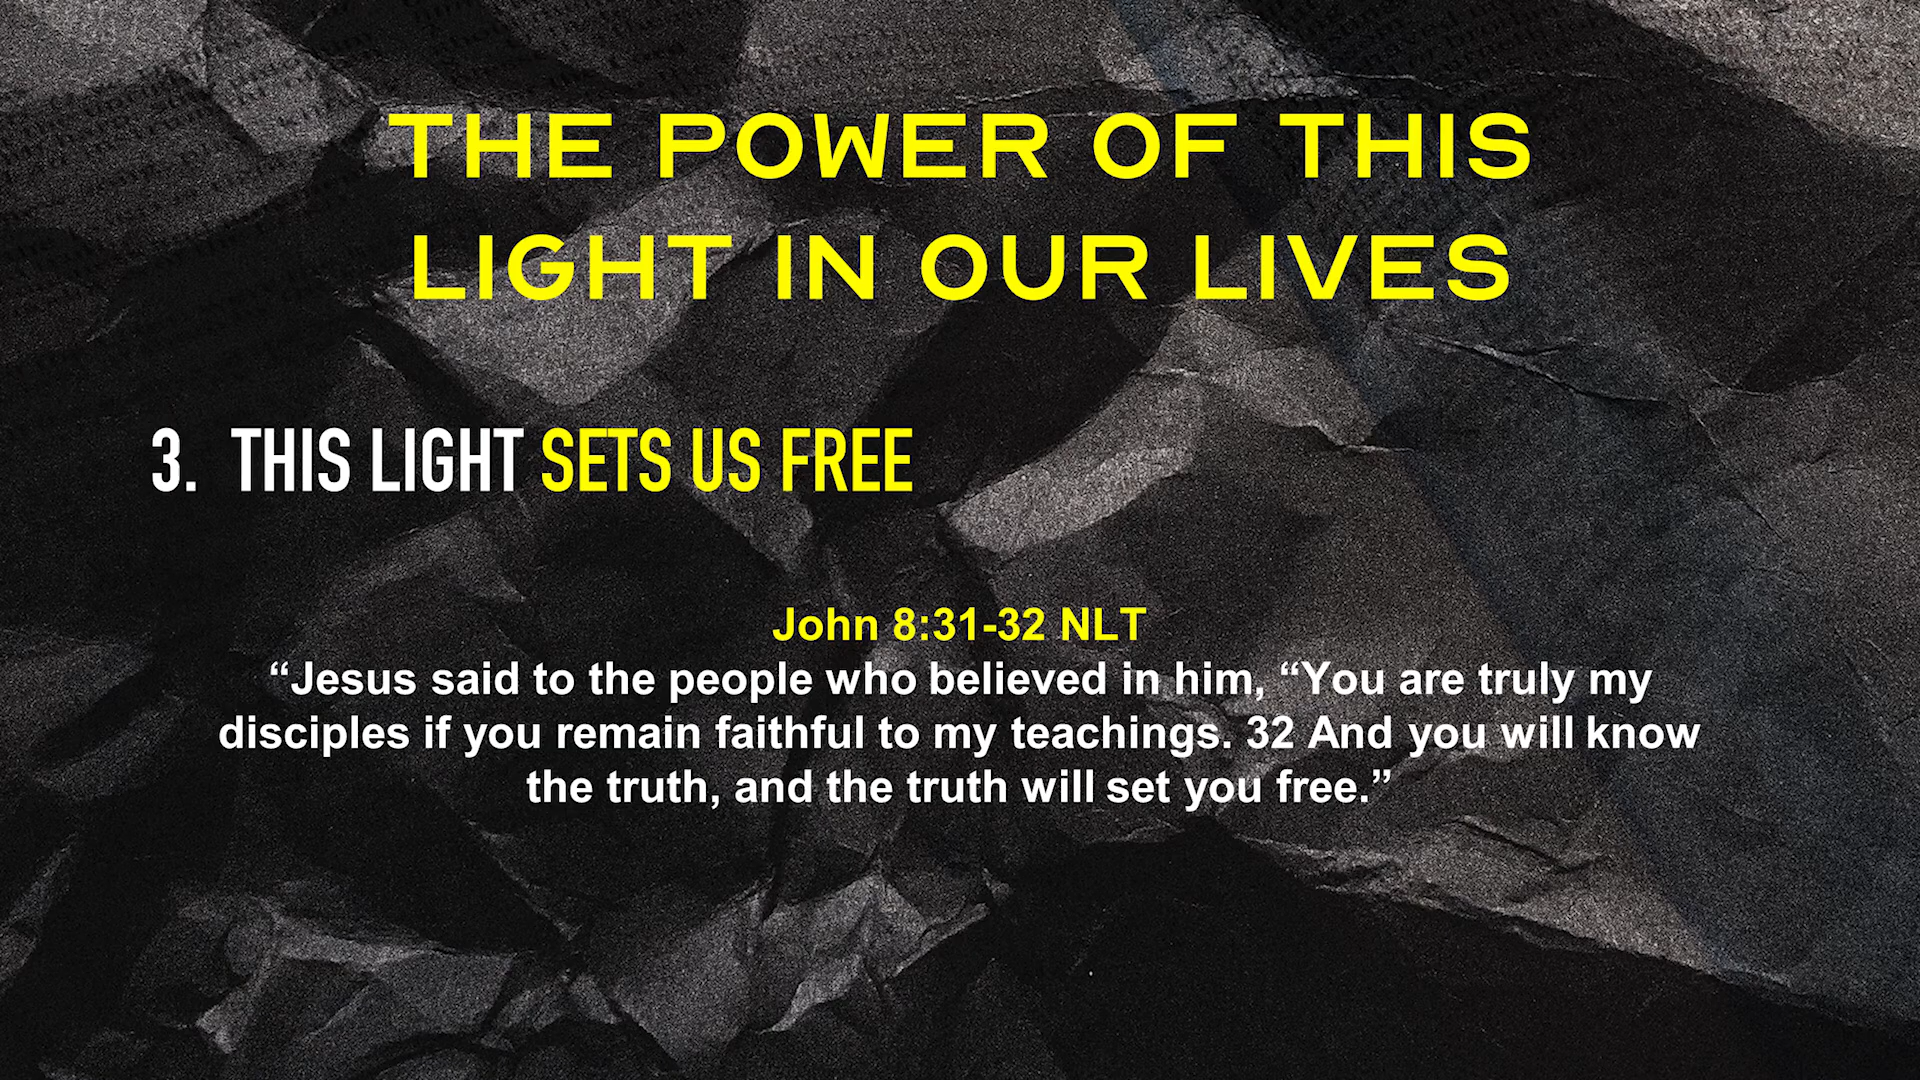 THE POWER OF THIS
LIGHT IN OUR LIVES
3. THIS LIGHT SETS US FREE
John 8:31-32 NLT
“Jesus said to the people who believed in him, “You are truly my
disciples if you remain faithful to my teachings. 32 And you will know
the truth, and the truth will set you free.”